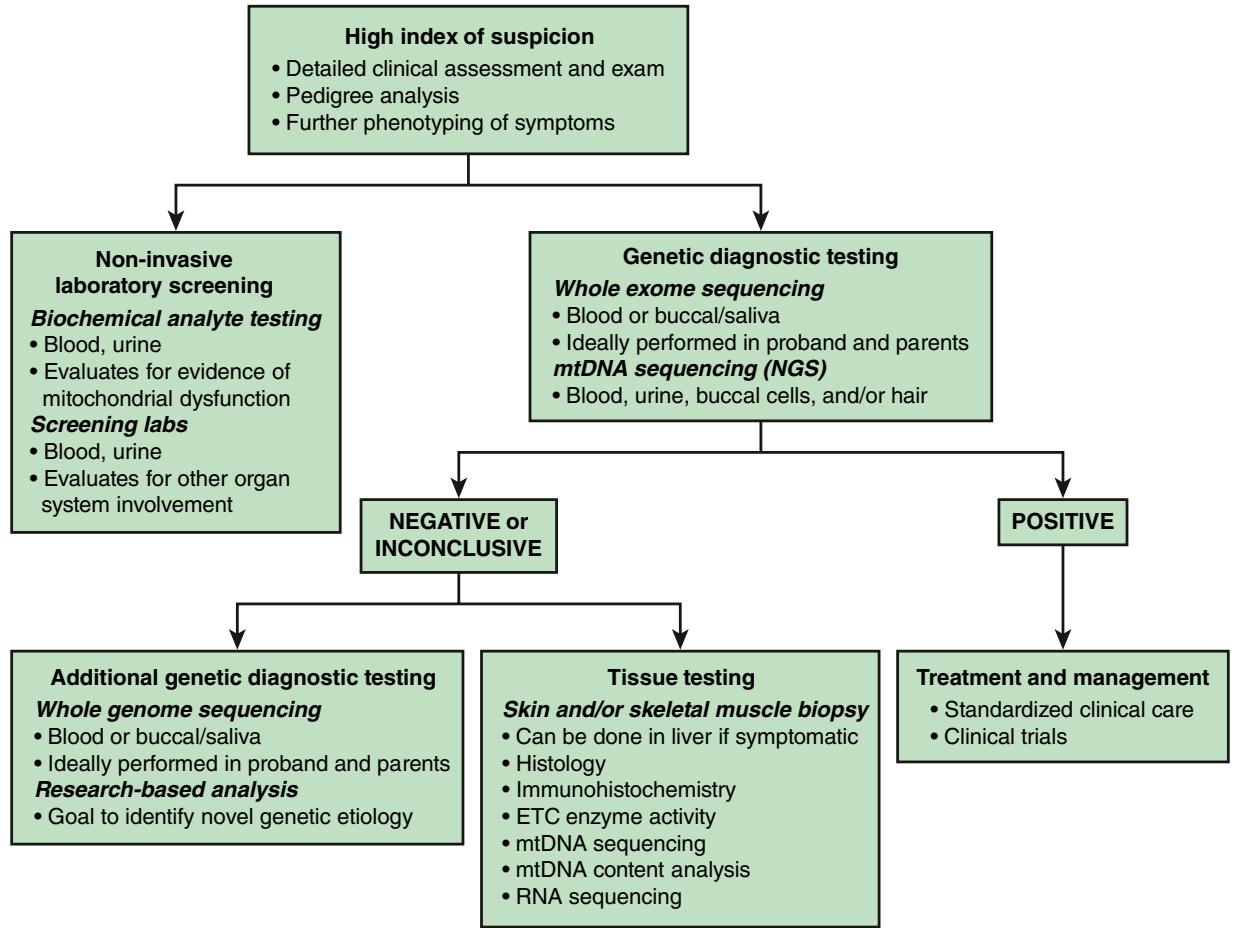 High index of suspicion
• Detailed clinical assessment and exam
• Pedigree analysis
• Further phenotyping of symptoms
Non-invasive
laboratory screening
Biochemical analyte testing
• Blood, urine
• Evaluates for evidence of
mitochondrial dysfunction
Screening labs
• Blood, urine
• Evaluates for other organ
system involvement
Genetic diagnostic testing
Whole exome sequencing
• Blood or buccal/saliva
• Ideally performed in proband and parents
mtDNA sequencing (NGS)
• Blood, urine, buccal cells, and/or hair
NEGATIVE or
INCONCLUSIVE
POSITIVE
Additional genetic diagnostic testing
Whole genome sequencing
• Blood or buccal/saliva
• Ideally performed in proband and parents
Research-based analysis
• Goal to identify novel genetic etiology
Tissue testing
Skin and/or skeletal muscle biopsy
• Can be done in liver if symptomatic
• Histology
• Immunohistochemistry
• ETC enzyme activity
• mtDNA sequencing
• mtDNA content analysis
• RNA sequencing
Treatment and management
• Standardized clinical care
• Clinical trials